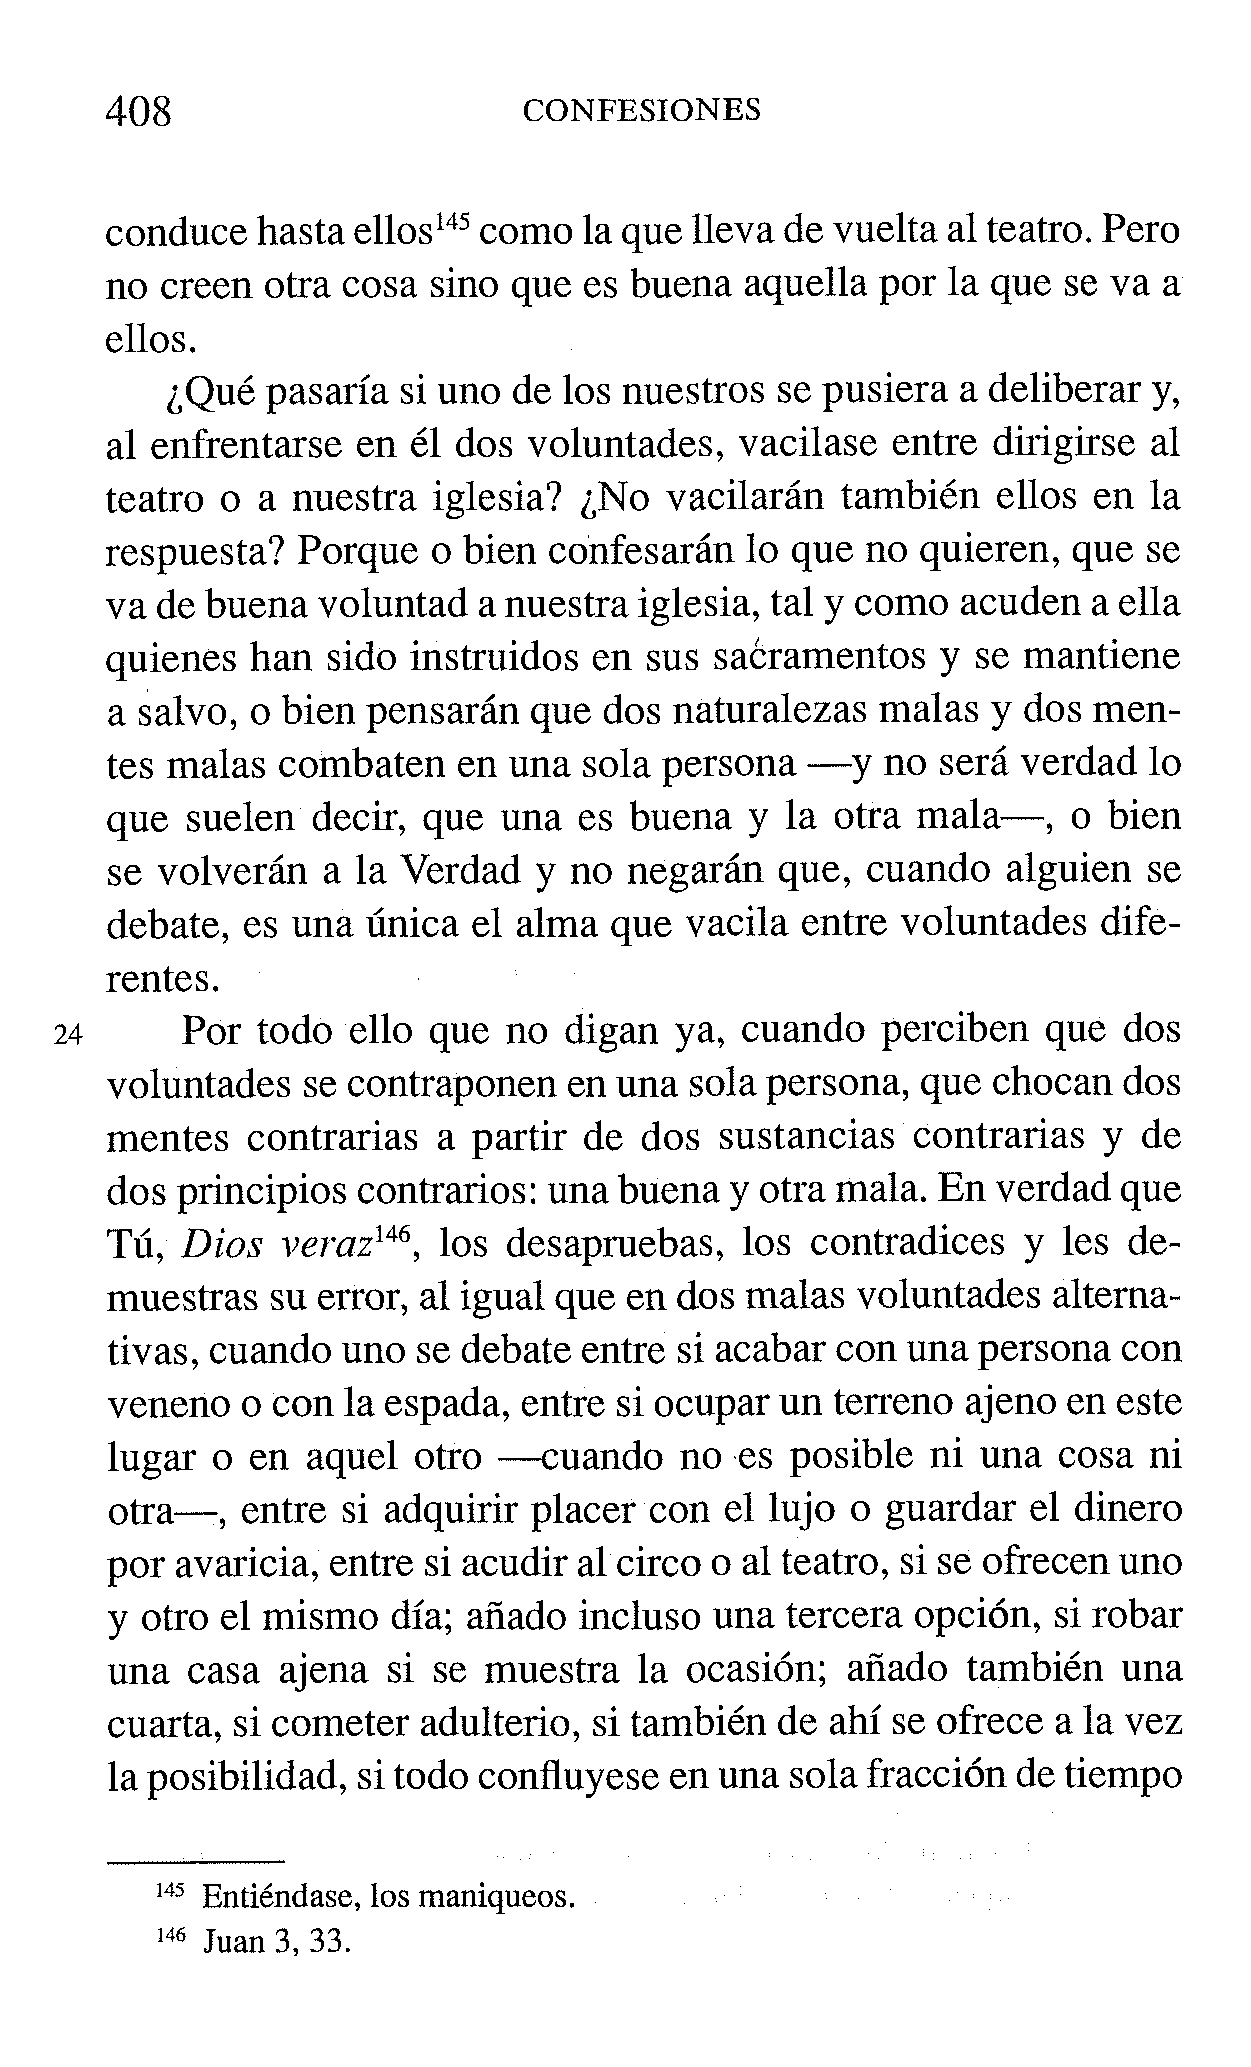 408 CONFESIONES
conduce hasta ellos¹⁴⁵ como la que lleva de vuelta al teatro. Pero
no creen otra cosa sino que es buena aquella por la que se va a
ellos.
¿Qué pasaría si uno de los nuestros se pusiera a deliberar y,
al enfrentarse en él dos voluntades, vacilase entre dirigirse al
teatro o a nuestra iglesia? ¿No vacilarán también ellos en la
respuesta? Porque o bien confesarán lo que no quieren, que se
va de buena voluntad a nuestra iglesia, tal y como acuden a ella
quienes han sido instruidos en sus sacramentos y se mantiene
a salvo, o bien pensarán que dos naturalezas malas y dos men-
tes malas combaten en una sola persona —y no será verdad lo
que suelen decir, que una es buena y la otra mala—, o bien
se volverán a la Verdad y no negarán que, cuando alguien se
debate, es una única el alma que vacila entre voluntades dife-
rentes.
24 Por todo ello que no digan ya, cuando perciben que dos
voluntades se contraponen en una sola persona, que chocan dos
mentes contrarias a partir de dos sustancias contrarias y de
dos principios contrarios: una buena y otra mala. En verdad que
Tú, Dios veraz¹⁴⁶, los desapruebas, los contradices y les de-
muestras su error, al igual que en dos malas voluntades alterna-
tivas, cuando uno se debate entre si acabar con una persona con
veneno o con la espada, entre si ocupar un terreno ajeno en este
lugar o en aquel otro —cuando no es posible ni una cosa ni
otra—, entre si adquirir placer con el lujo o guardar el dinero
por avaricia, entre si acudir al circo o al teatro, si se ofrecen uno
y otro el mismo día; añado incluso una tercera opción, si robar
una casa ajena si se muestra la ocasión; añado también una
cuarta, si cometer adulterio, si también de ahí se ofrece a la vez
la posibilidad, si todo confluyese en una sola fracción de tiempo
¹⁴⁵ Entiéndase, los maniqueos.
¹⁴⁶ Juan 3, 33.